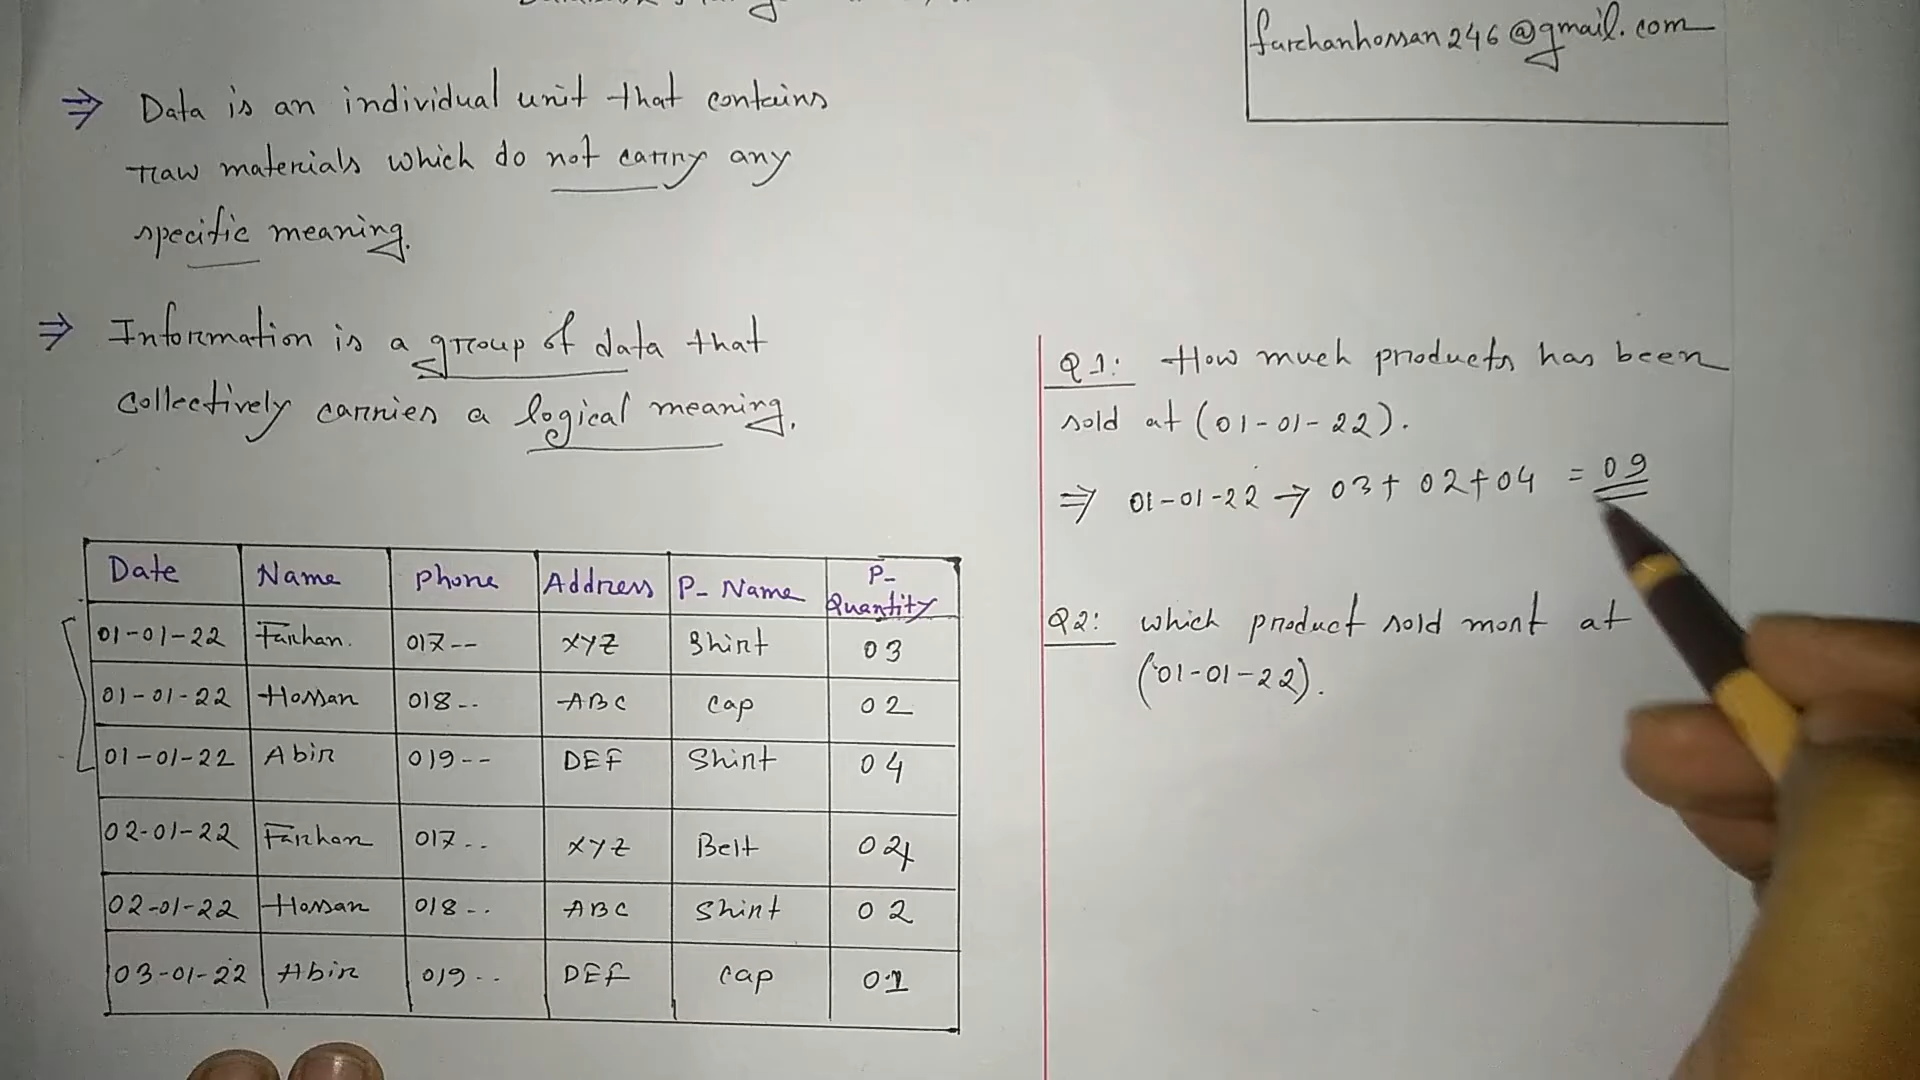 farhanhossan246@gmail.com
⇒ Data is an individual unit that contains
raw materials which do not carry any
specific meaning.
⇒ Information is a group of data that
collectively carries a logical meaning.
Date Name Phone Address P- Name P- Quantity
01-01-22 Farhan. 017-- XYZ Shirt 03
01-01-22 Hossan 018-- ABC Cap 02
01-01-22 Abir 019-- DEF Shirt 04
02-01-22 Farhan 017.. XYZ Belt 04
02-01-22 Hossan 018-. ABC Shirt 02
03-01-22 Abir 019.. DEF Cap 01
Q1: How much products has been
sold at (01-01-22).
⇒ 01-01-22 → 03+ 02+04 = 09
Q2: which product sold most at
(01-01-22).